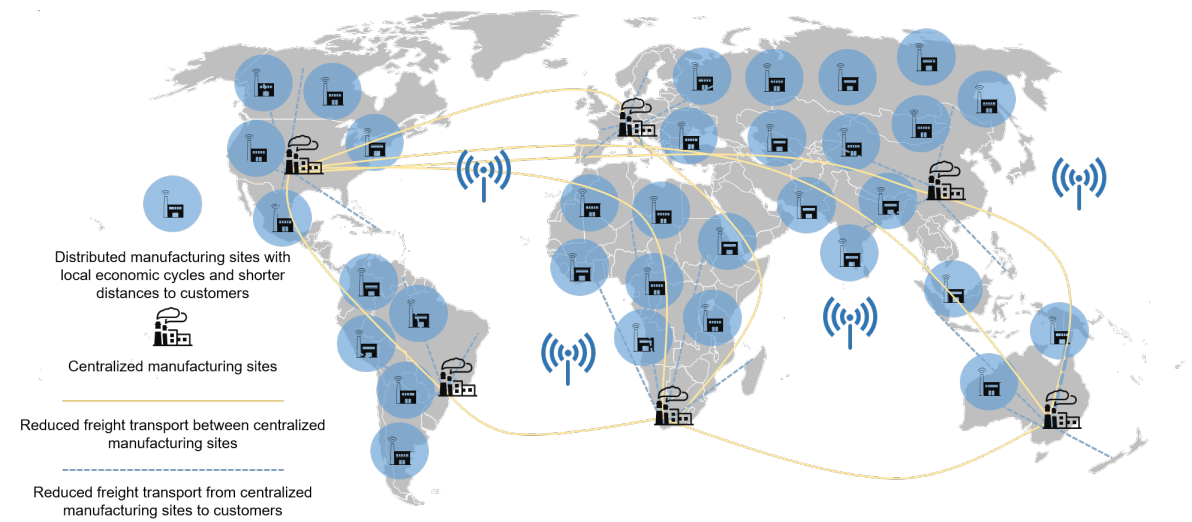 Distributed manufacturing sites with
local economic cycles and shorter
distances to customers
Centralized manufacturing sites
Reduced freight transport between centralized
manufacturing sites
Reduced freight transport from centralized
manufacturing sites to customers